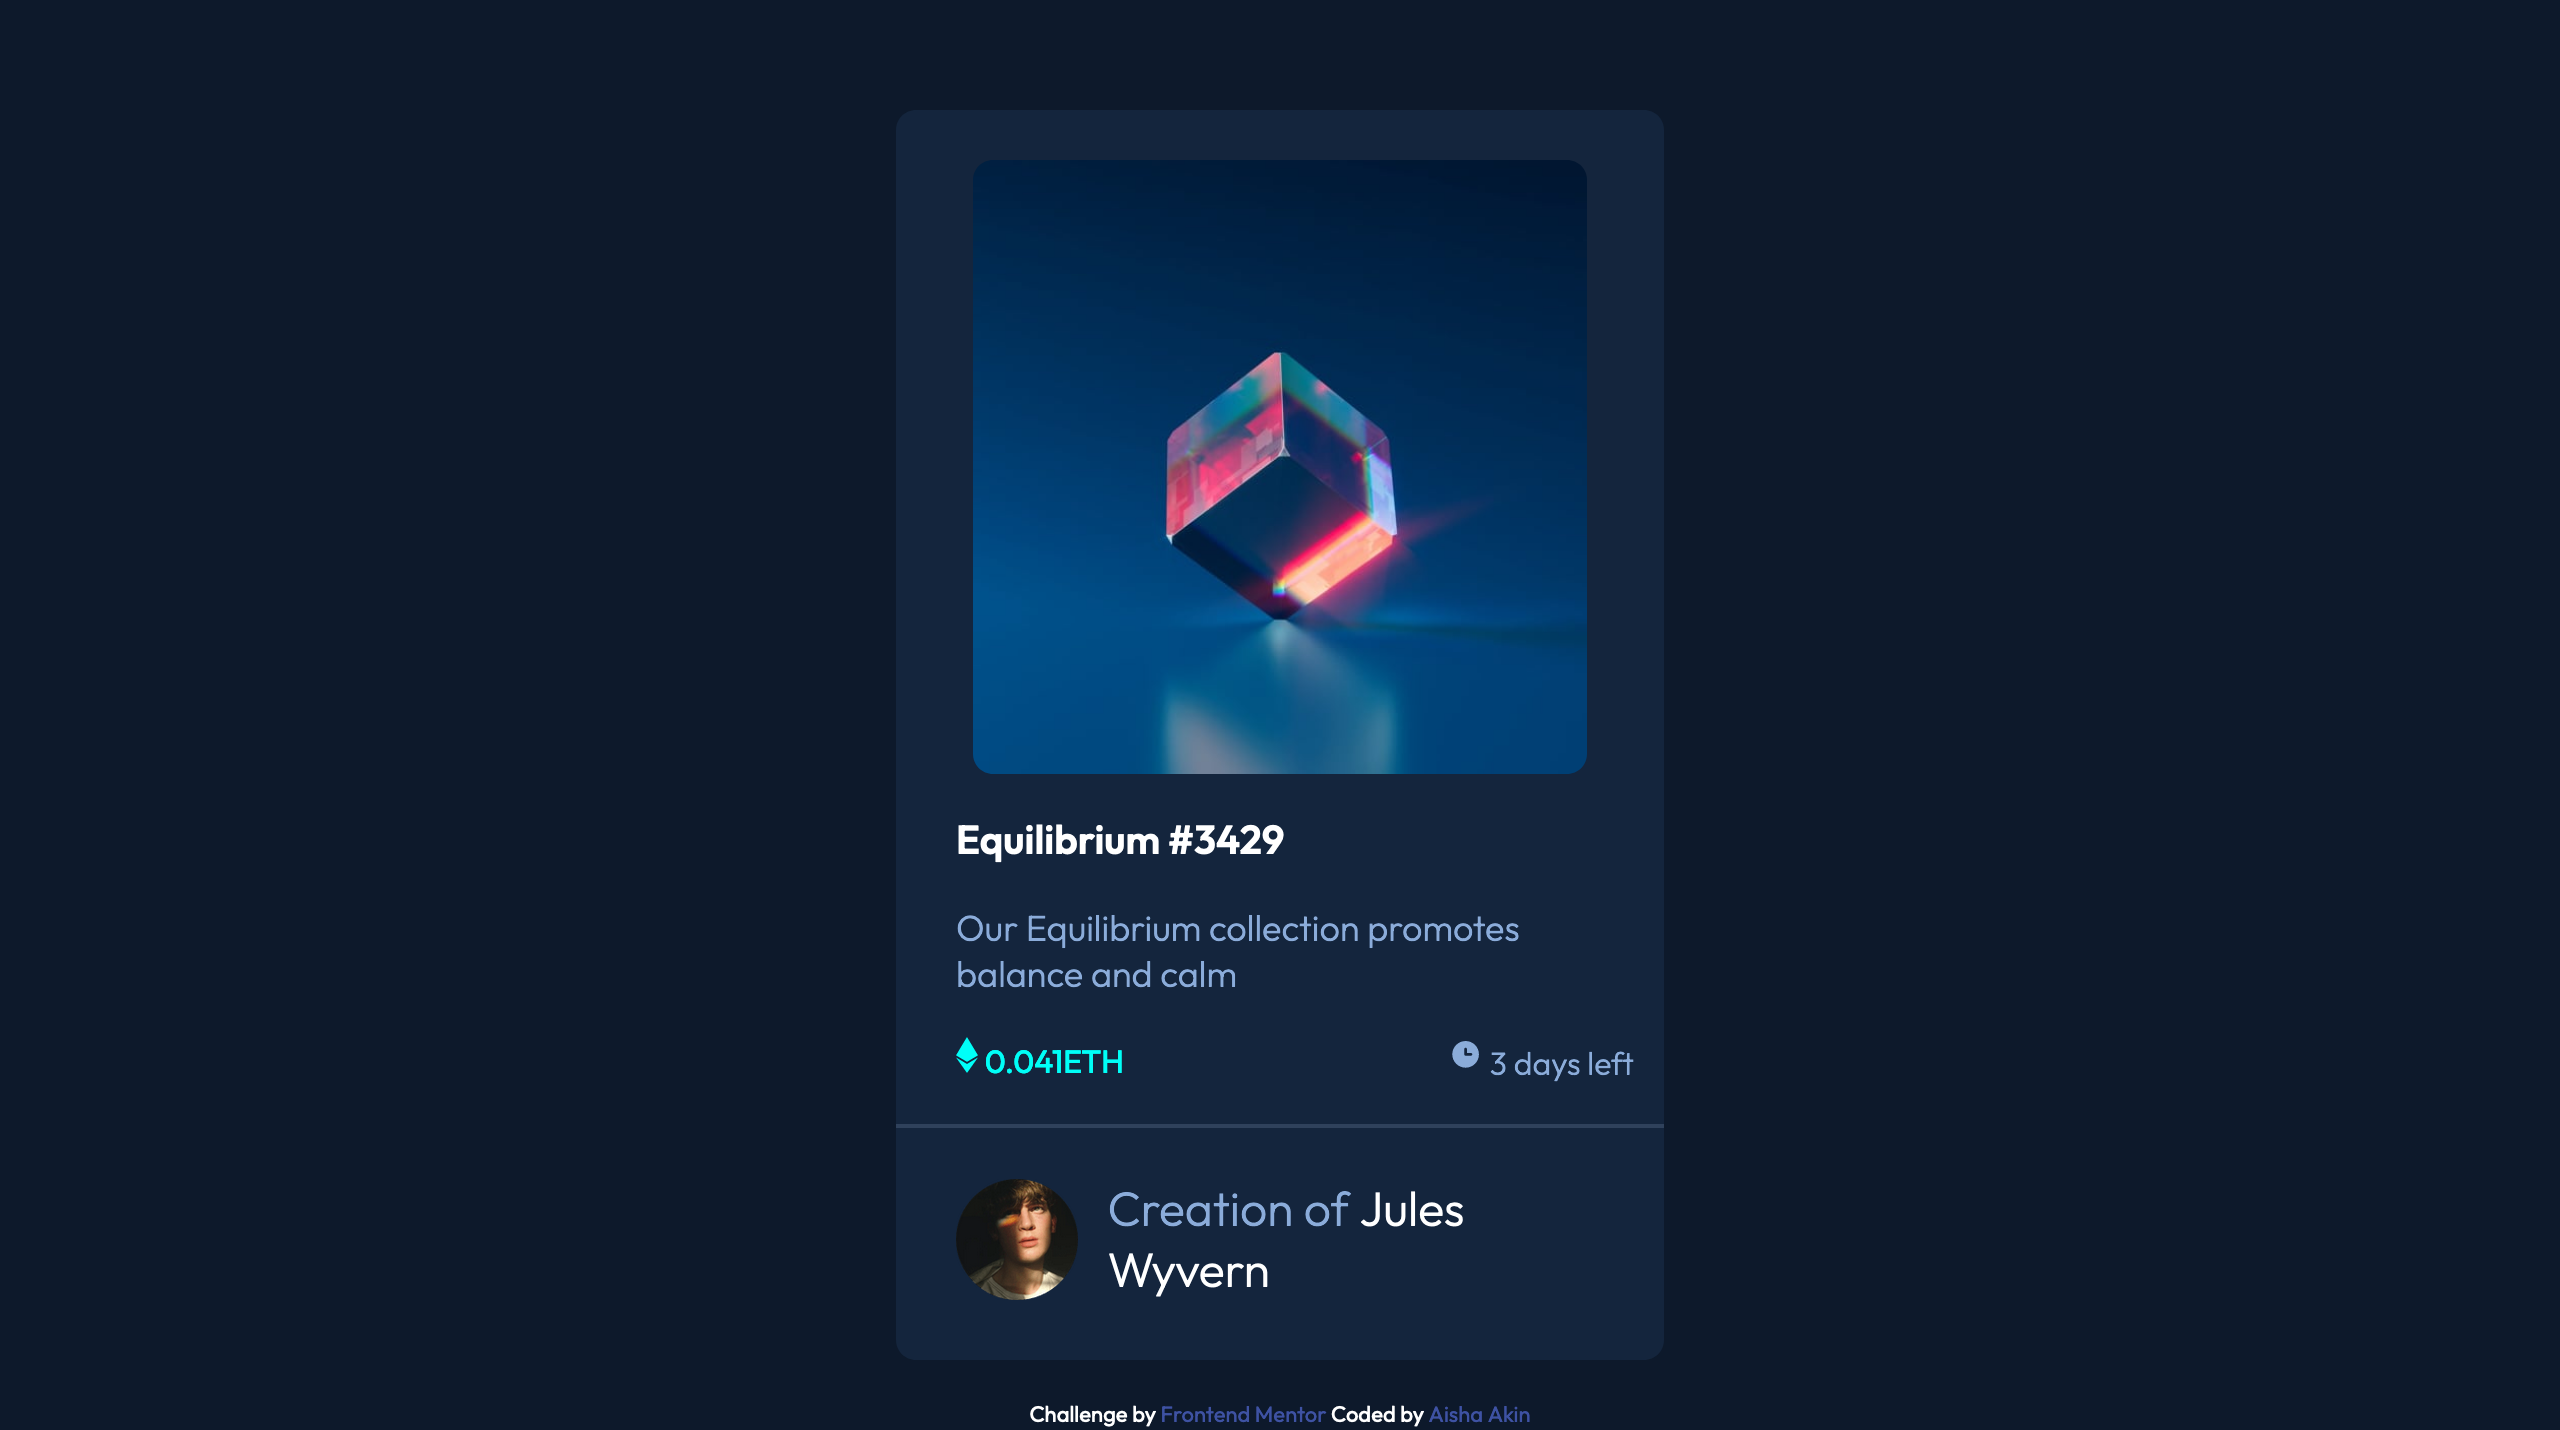 Equilibrium #3429
Our Equilibrium collection promotes
balance and calm
0.041ETH 3 days left
Creation of Jules
Wyvern
Challenge by Frontend Mentor Coded by Aisha Akin